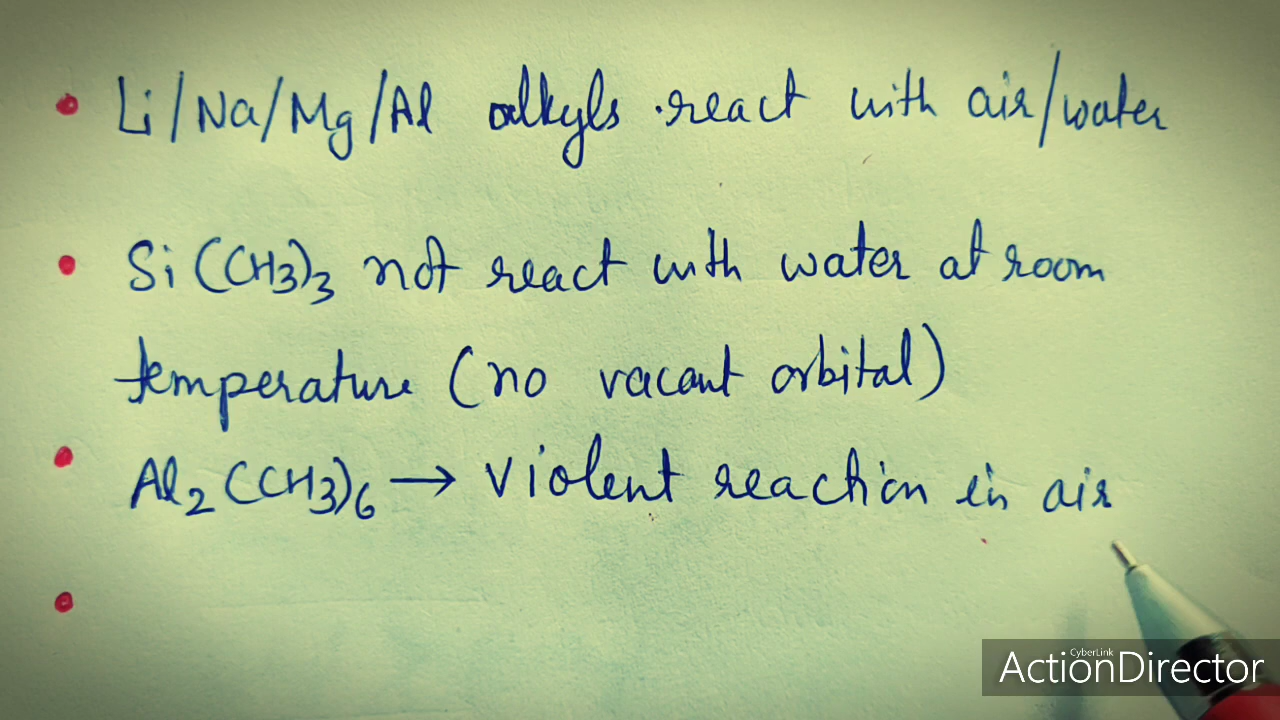 Li/Na/Mg/Al alkyls react with air/water
Si(CH3)3 not react with water at room
temperature (no vacant orbital)
Al2(CH3)6 → violent reaction in air
CyberLink
ActionDirector